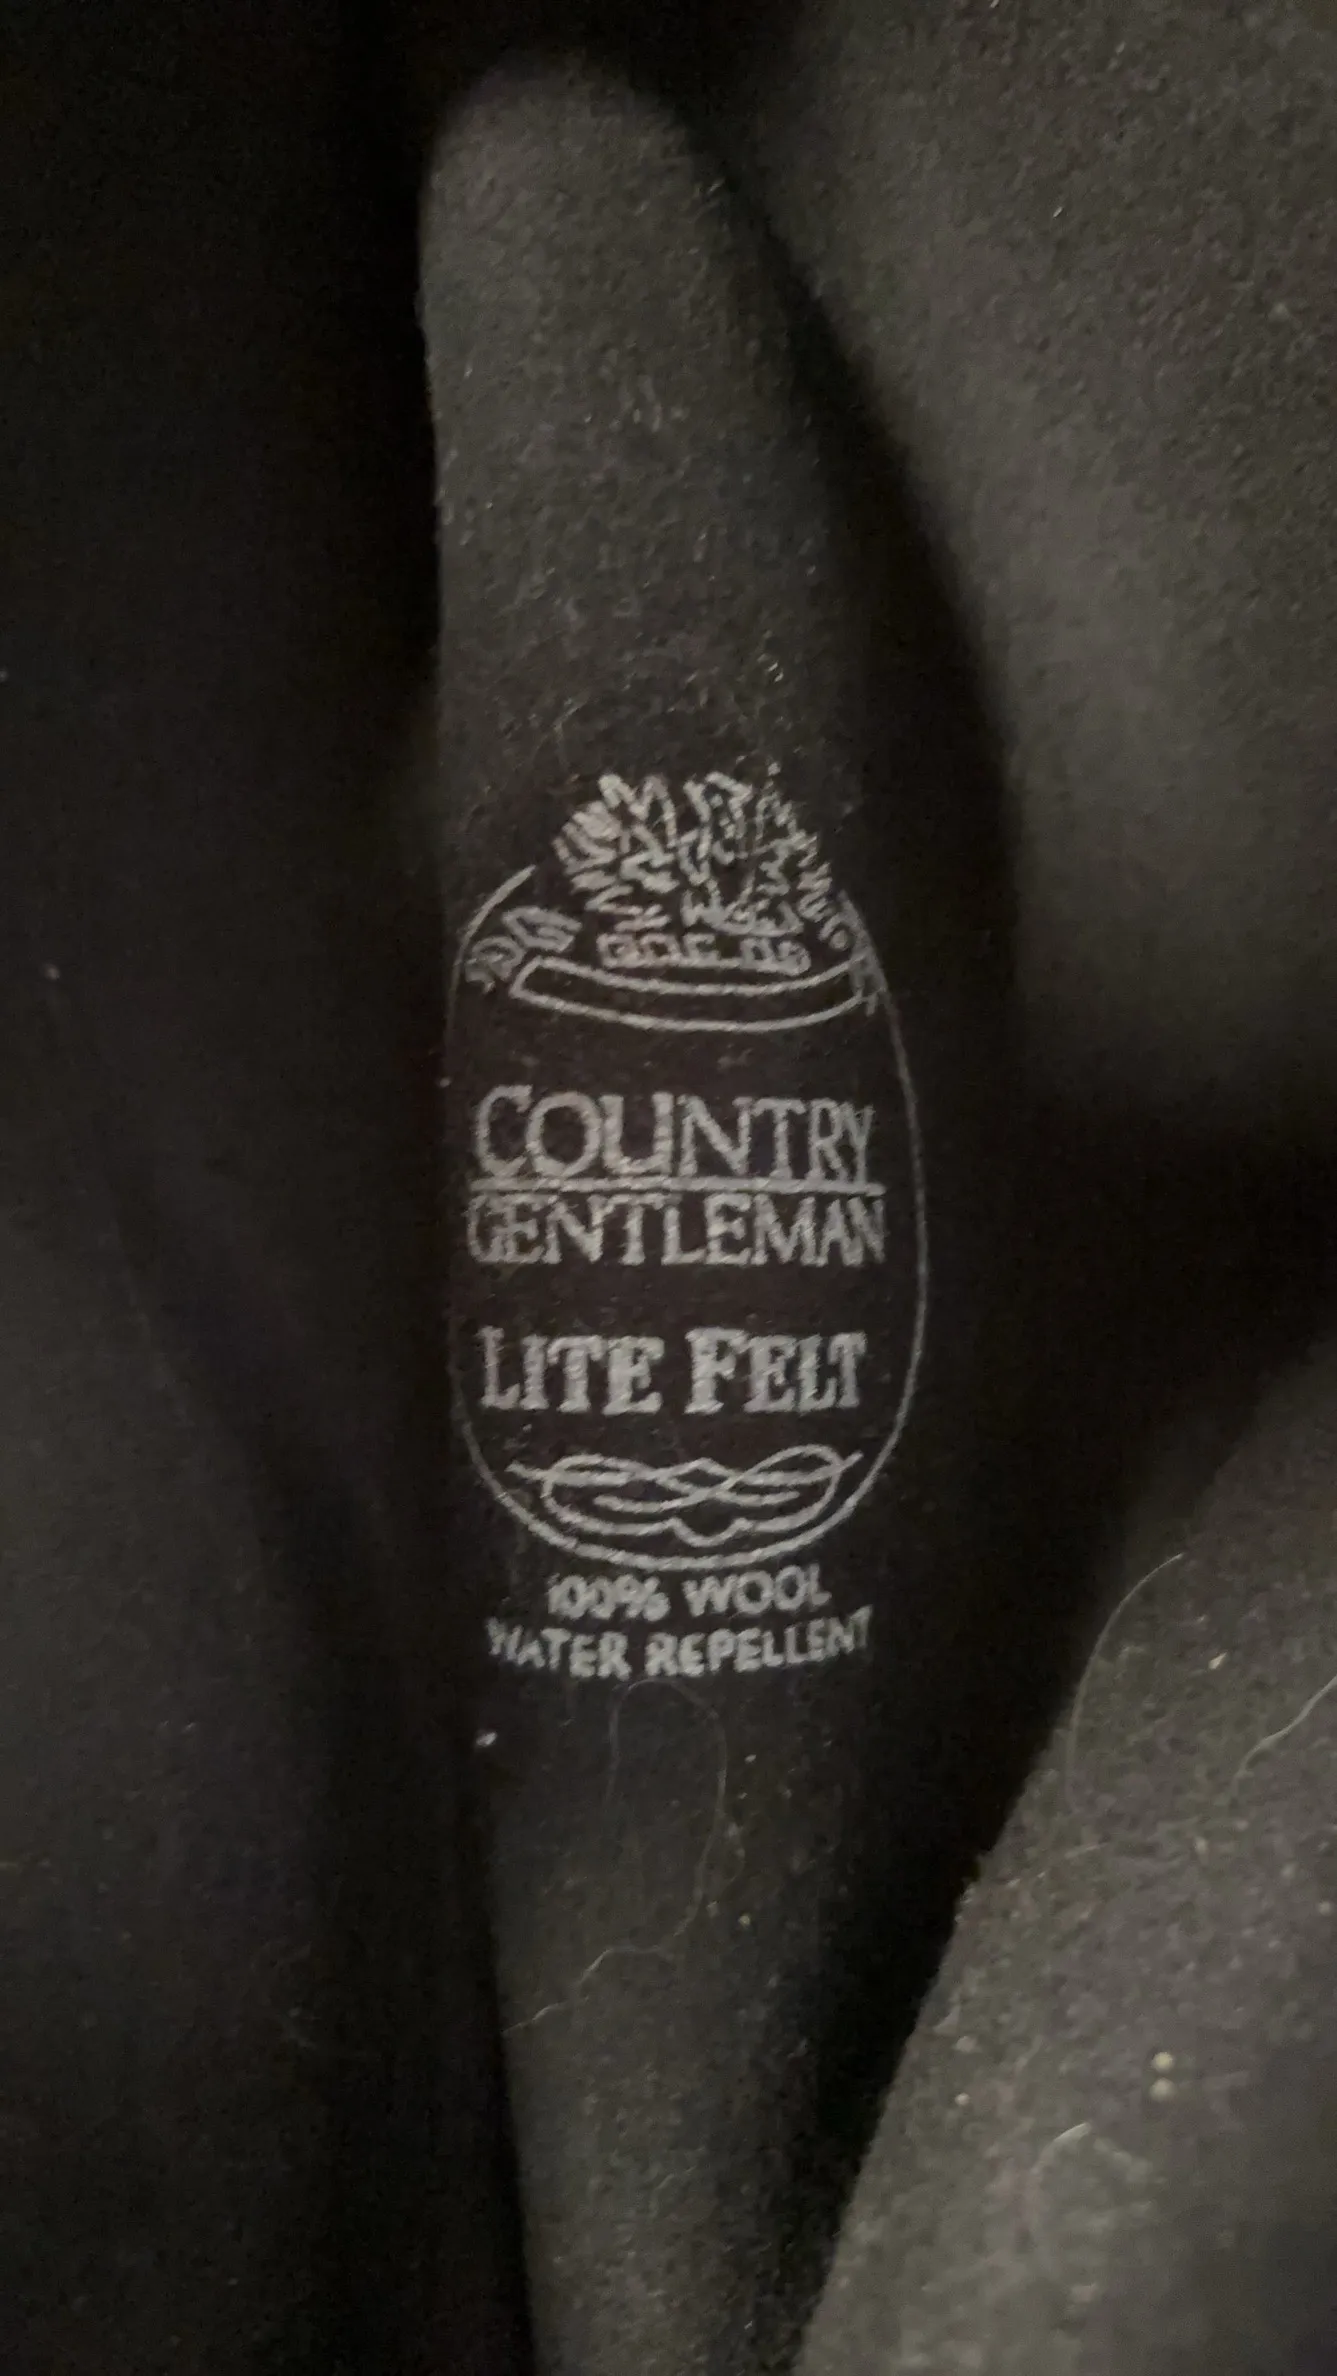 COUNTRY
GENTLEMAN
LITE FELT
100% WOOL
WATER REPELLENT